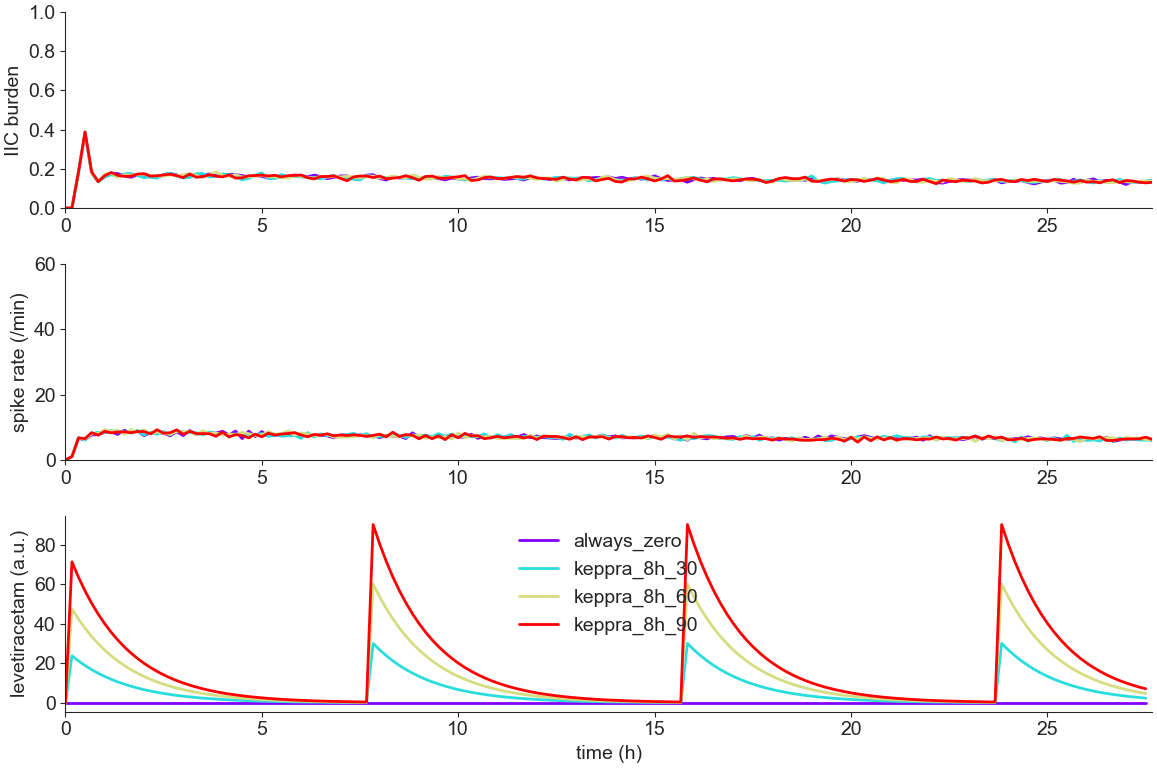 IIC burden
1.0
0.8
0.6
0.4
0.2
0.0
0 5 10 15 20 25
spike rate (/min)
60
40
20
0
0 5 10 15 20 25
levetiracetam (a.u.)
80
60
40
20
0
always_zero
keppra_8h_30
keppra_8h_60
keppra_8h_90
0 5 10 15 20 25
time (h)